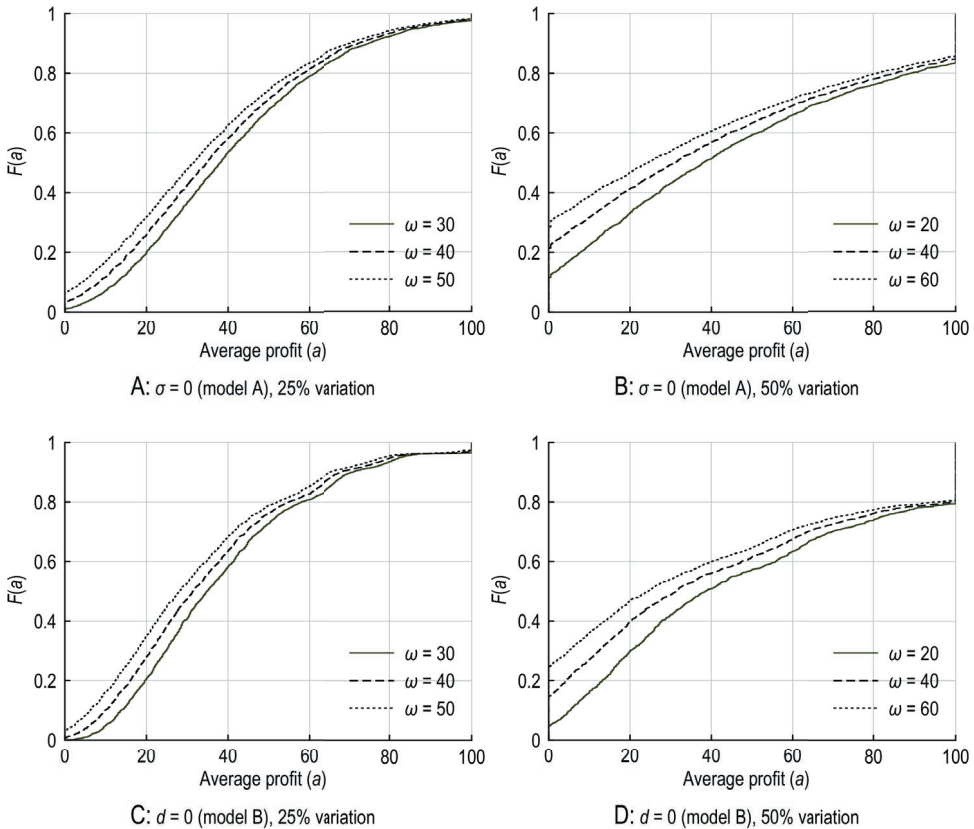 1
0.8
0.6
0.4
0.2
0
F(a)
0 20 40 60 80 100
Average profit (a)
ω = 30
ω = 40
ω = 50
A: σ = 0 (model A), 25% variation
1
0.8
0.6
0.4
0.2
0
F(a)
0 20 40 60 80 100
Average profit (a)
ω = 20
ω = 40
ω = 60
B: σ = 0 (model A), 50% variation
1
0.8
0.6
0.4
0.2
0
F(a)
0 20 40 60 80 100
Average profit (a)
ω = 30
ω = 40
ω = 50
C: d = 0 (model B), 25% variation
1
0.8
0.6
0.4
0.2
0
F(a)
0 20 40 60 80 100
Average profit (a)
ω = 20
ω = 40
ω = 60
D: d = 0 (model B), 50% variation